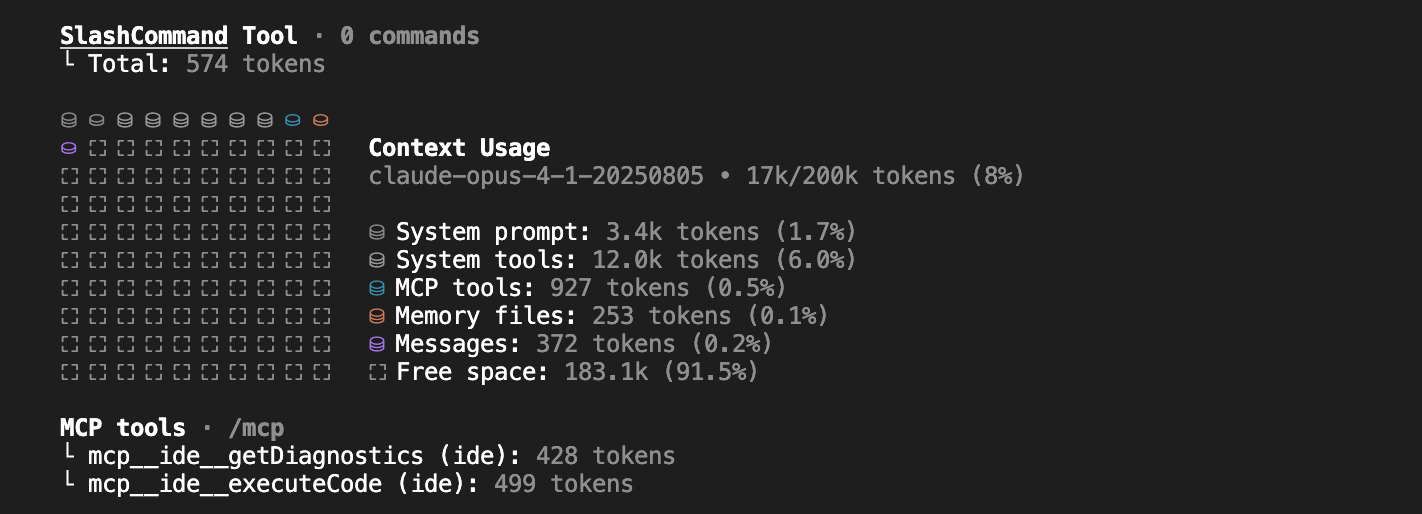 SlashCommand Tool · 0 commands
└ Total: 574 tokens
Context Usage
claude-opus-4-1-20250805 • 17k/200k tokens (8%)
System prompt: 3.4k tokens (1.7%)
System tools: 12.0k tokens (6.0%)
MCP tools: 927 tokens (0.5%)
Memory files: 253 tokens (0.1%)
Messages: 372 tokens (0.2%)
Free space: 183.1k (91.5%)
MCP tools · /mcp
└ mcp__ide__getDiagnostics (ide): 428 tokens
└ mcp__ide__executeCode (ide): 499 tokens